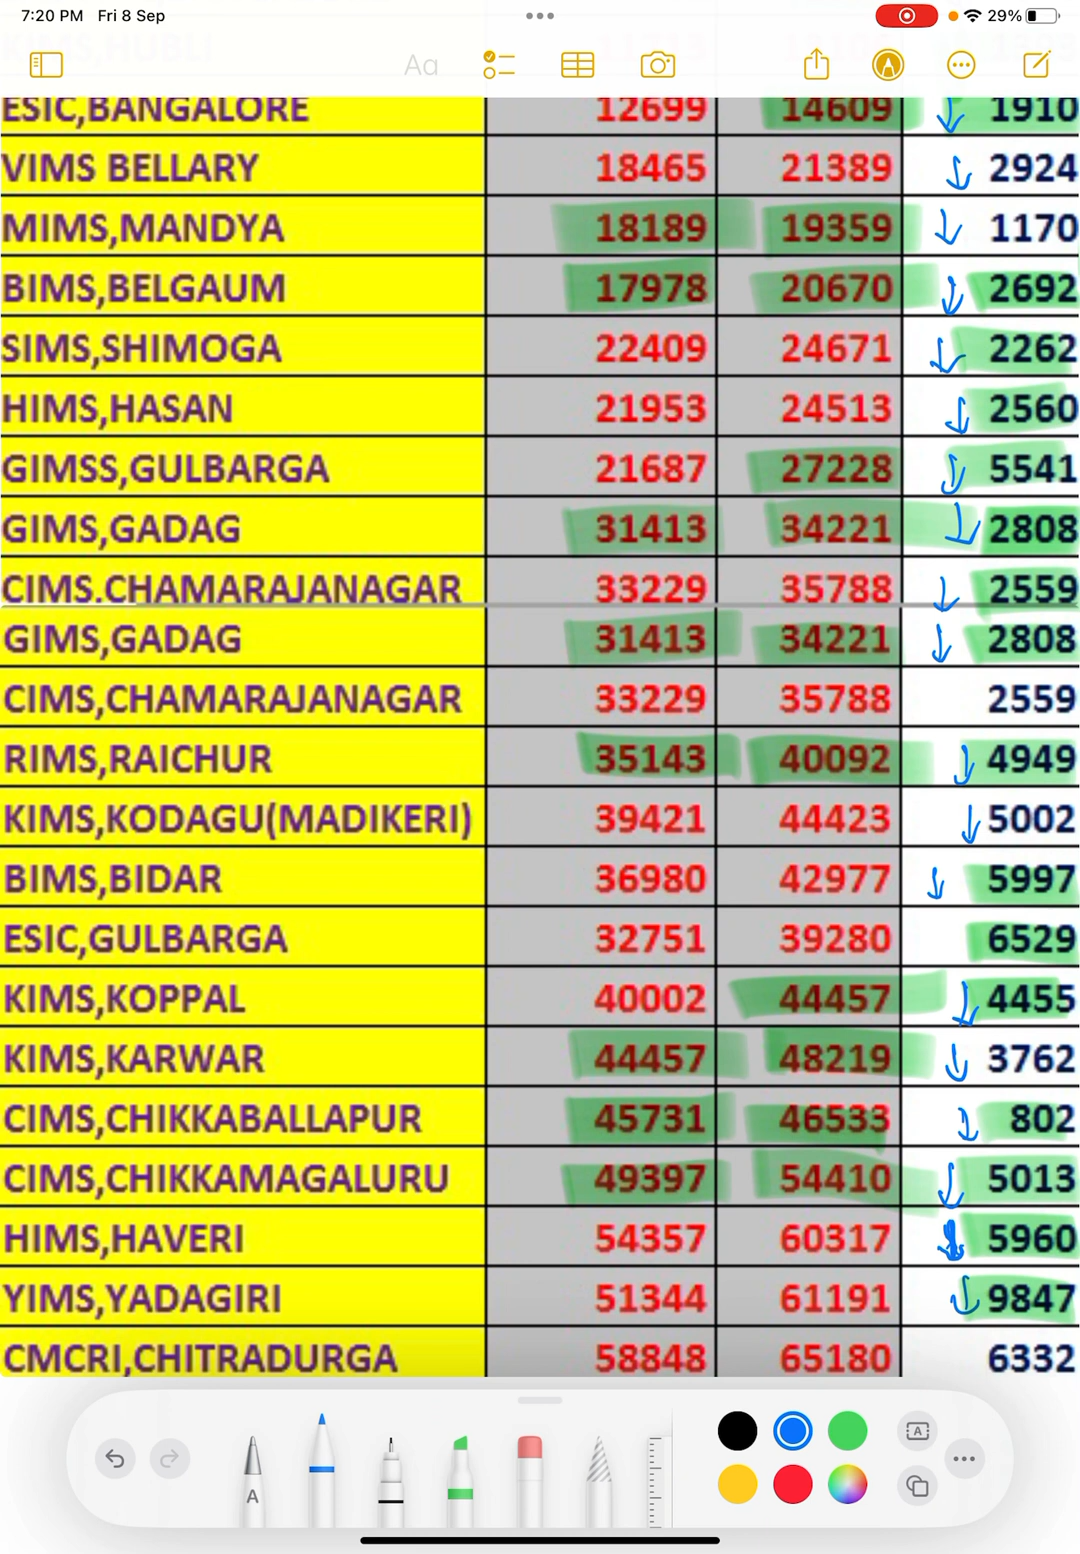 7:20 PM Fri 8 Sep 29%
KIMS,HUBLI
Aa
ESIC,BANGALORE 12699 14609 1910
VIMS BELLARY 18465 21389 2924
MIMS,MANDYA 18189 19359 1170
BIMS,BELGAUM 17978 20670 2692
SIMS,SHIMOGA 22409 24671 2262
HIMS,HASAN 21953 24513 2560
GIMSS,GULBARGA 21687 27228 5541
GIMS,GADAG 31413 34221 2808
CIMS.CHAMARAJANAGAR 33229 35788 2559
GIMS,GADAG 31413 34221 2808
CIMS,CHAMARAJANAGAR 33229 35788 2559
RIMS,RAICHUR 35143 40092 4949
KIMS,KODAGU(MADIKERI) 39421 44423 5002
BIMS,BIDAR 36980 42977 5997
ESIC,GULBARGA 32751 39280 6529
KIMS,KOPPAL 40002 44457 4455
KIMS,KARWAR 44457 48219 3762
CIMS,CHIKKABALLAPUR 45731 46533 802
CIMS,CHIKKAMAGALURU 49397 54410 5013
HIMS,HAVERI 54357 60317 5960
YIMS,YADAGIRI 51344 61191 9847
CMCRI,CHITRADURGA 58848 65180 6332
A
A